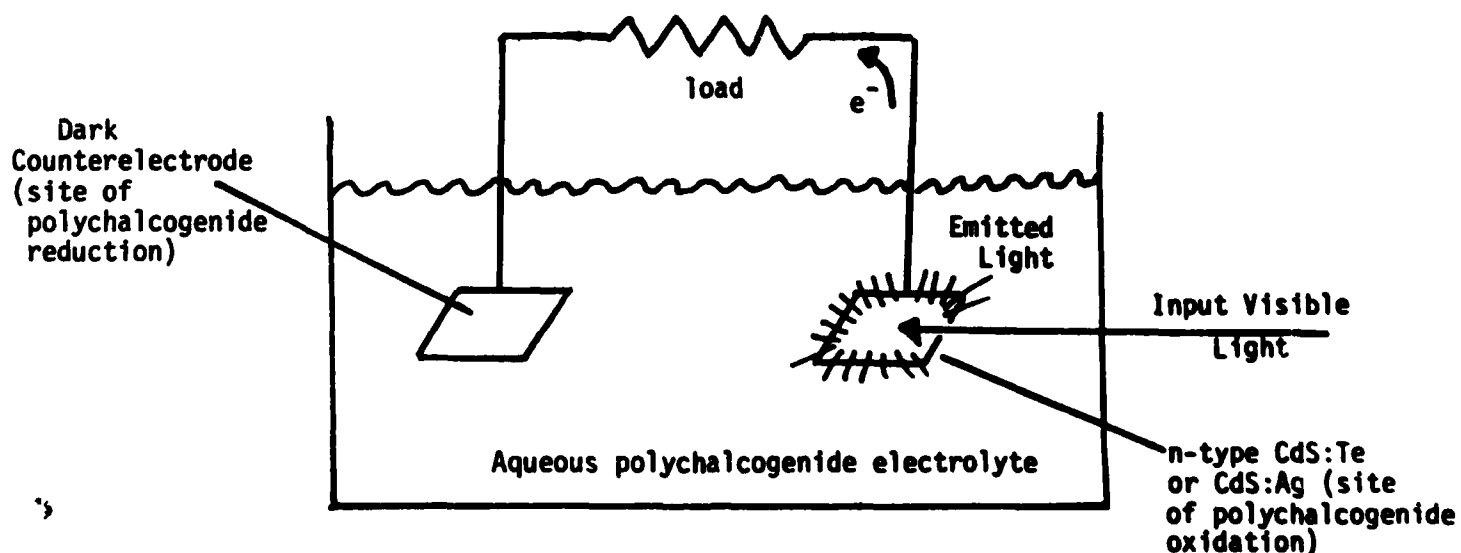 load
e-
Dark
Counterelectrode
(site of
polychalcogenide
reduction)
Emitted
Light
Input Visible
Light
Aqueous polychalcogenide electrolyte
n-type CdS:Te
or CdS:Ag (site
of polychalcogenide
oxidation)